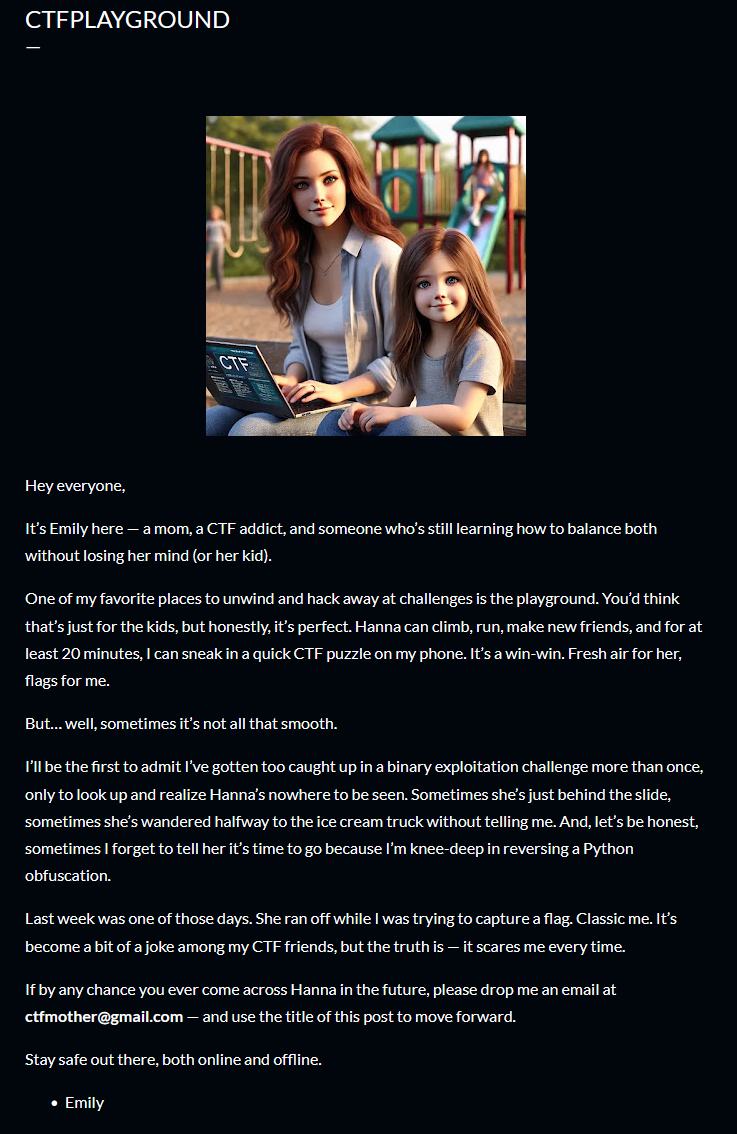 CTFPLAYGROUND
—
CTF
Hey everyone,
It’s Emily here — a mom, a CTF addict, and someone who’s still learning how to balance both
without losing her mind (or her kid).
One of my favorite places to unwind and hack away at challenges is the playground. You’d think
that’s just for the kids, but honestly, it’s perfect. Hanna can climb, run, make new friends, and for at
least 20 minutes, I can sneak in a quick CTF puzzle on my phone. It’s a win-win. Fresh air for her,
flags for me.
But… well, sometimes it’s not all that smooth.
I’ll be the first to admit I’ve gotten too caught up in a binary exploitation challenge more than once,
only to look up and realize Hanna’s nowhere to be seen. Sometimes she’s just behind the slide,
sometimes she’s wandered halfway to the ice cream truck without telling me. And, let’s be honest,
sometimes I forget to tell her it’s time to go because I’m knee-deep in reversing a Python
obfuscation.
Last week was one of those days. She ran off while I was trying to capture a flag. Classic me. It’s
become a bit of a joke among my CTF friends, but the truth is — it scares me every time.
If by any chance you ever come across Hanna in the future, please drop me an email at
ctfmother@gmail.com — and use the title of this post to move forward.
Stay safe out there, both online and offline.
• Emily